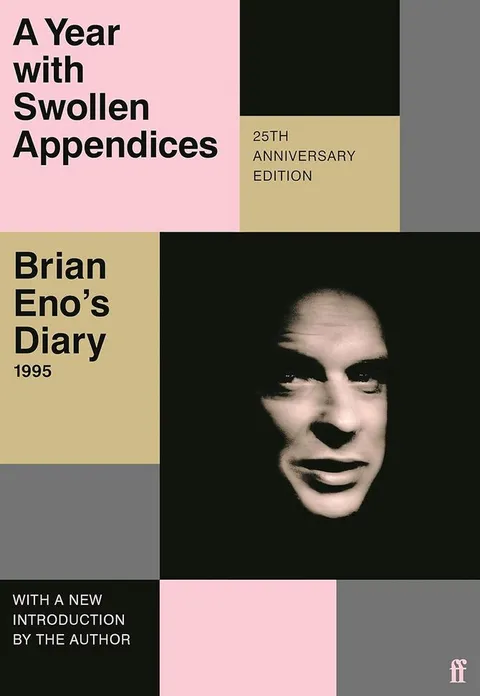 A Year
with
Swollen
Appendices
25TH
ANNIVERSARY
EDITION
Brian
Eno’s
Diary
1995
WITH A NEW
INTRODUCTION
BY THE AUTHOR
ff